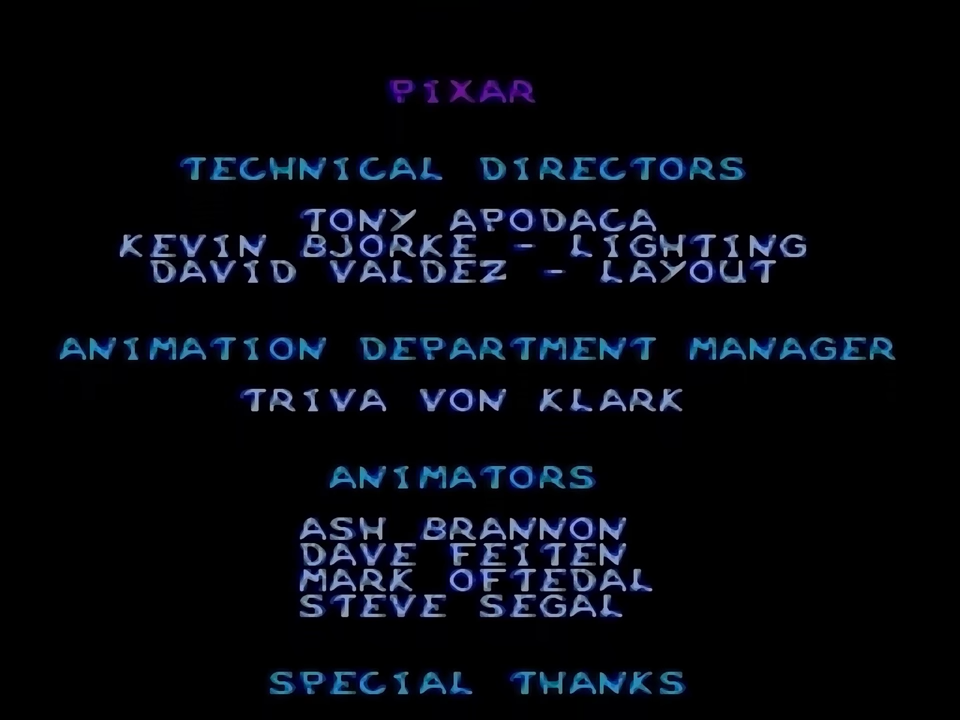 PIXAR
TECHNICAL DIRECTORS
TONY APODACA
KEVIN BJORKE - LIGHTING
DAVID VALDEZ - LAYOUT
ANIMATION DEPARTMENT MANAGER
TRIVA VON KLARK
ANIMATORS
ASH BRANNON
DAVE FEITEN
MARK OFTEDAL
STEVE SEGAL
SPECIAL THANKS